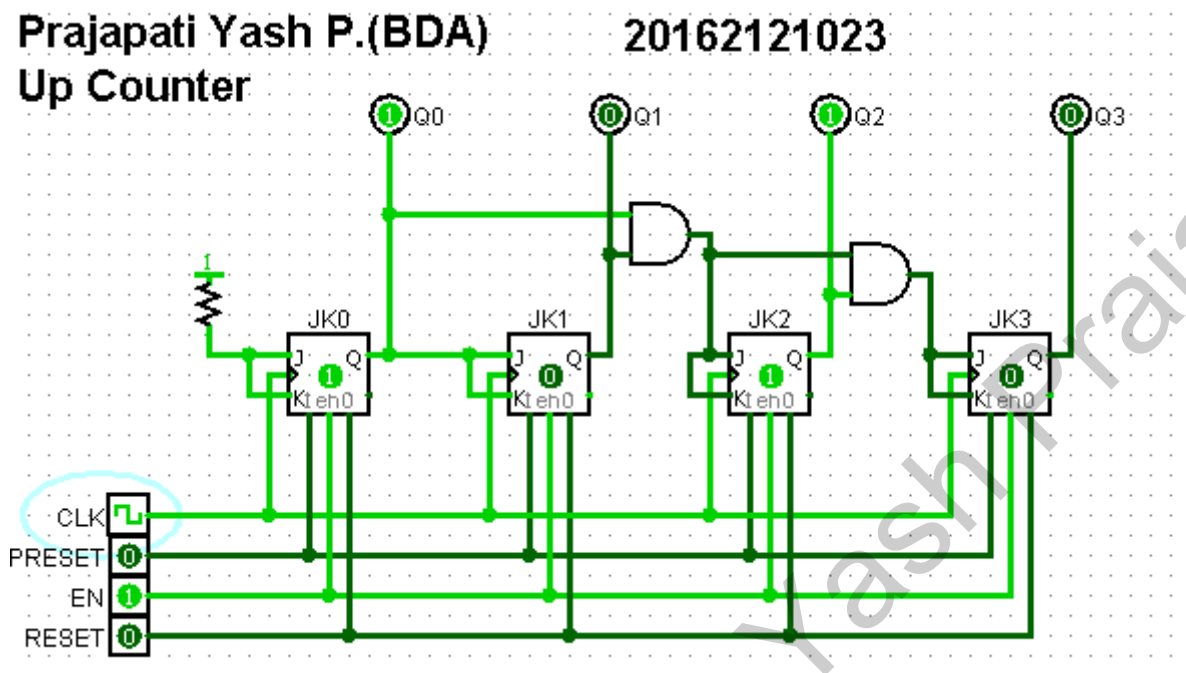 Prajapati Yash P.(BDA) 20162121023
Up Counter
Q0 Q1 Q2 Q3
1 0 1 0
1
JK0 JK1 JK2 JK3
J Q J Q J Q J Q
1 0 1 0
K t en 0 K t en 0 K t en 0 K t en 0
CLK
PRESET 0
EN 1
RESET 0
Yash Praja